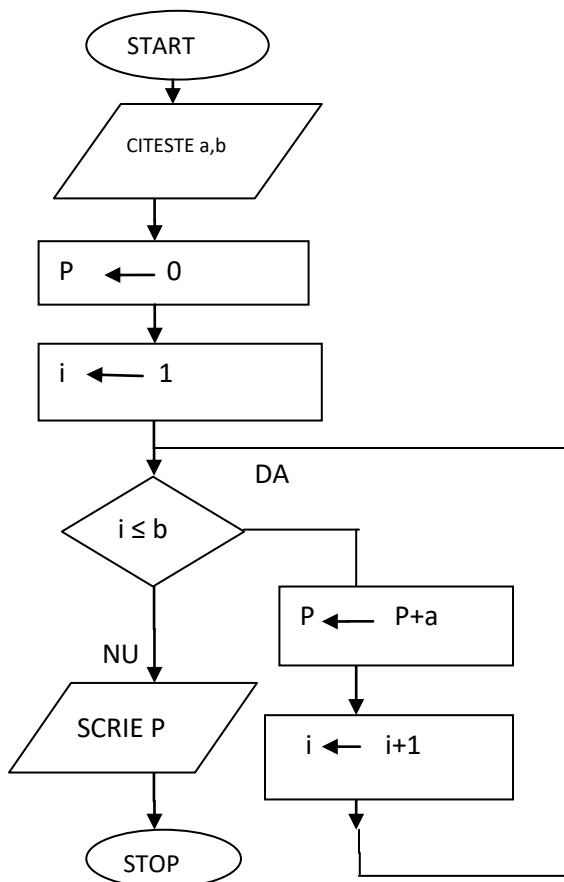 START
CITESTE a,b
P ← 0
i ← 1
DA
i ≤ b
P ← P+a
NU
SCRIE P
i ← i+1
STOP